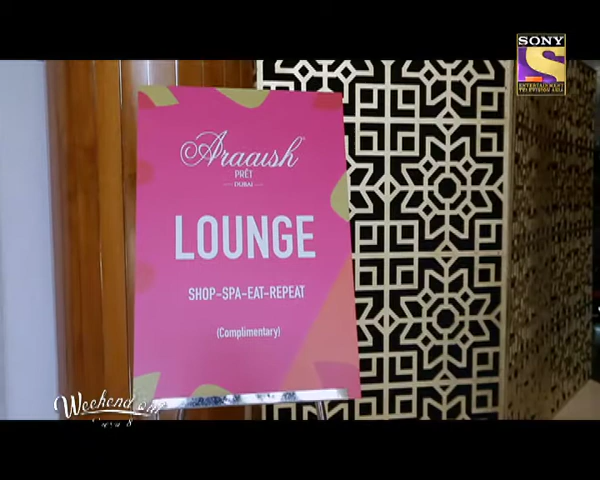 SONY
ENTERTAINMENT
TELEVISION ASIA
Araaish
PRÊT
DUBAI
LOUNGE
SHOP-SPA-EAT-REPEAT
(Complimentary)
Weekend